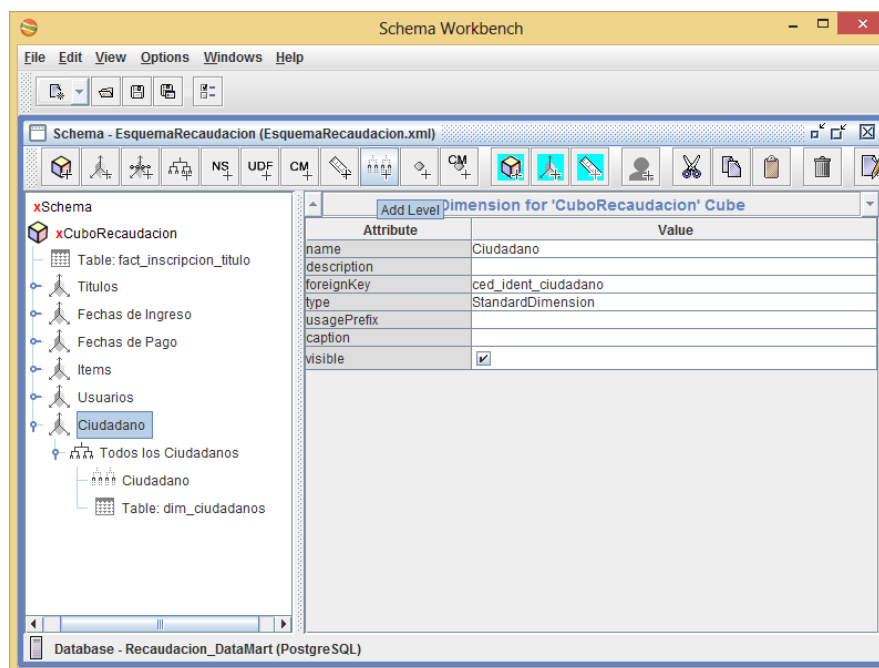 Schema Workbench
File Edit View Options Windows Help
Schema - EsquemaRecaudacion (EsquemaRecaudacion.xml)
NS UDF CM CM
xSchema
xCuboRecaudacion
Table: fact_inscripcion_titulo
Titulos
Fechas de Ingreso
Fechas de Pago
Items
Usuarios
Ciudadano
Todos los Ciudadanos
Ciudadano
Table: dim_ciudadanos
Add Level
Dimension for 'CuboRecaudacion' Cube
Attribute Value
name Ciudadano
description
foreignKey ced_ident_ciudadano
type StandardDimension
usagePrefix
caption
visible
Database - Recaudacion_DataMart (PostgreSQL)